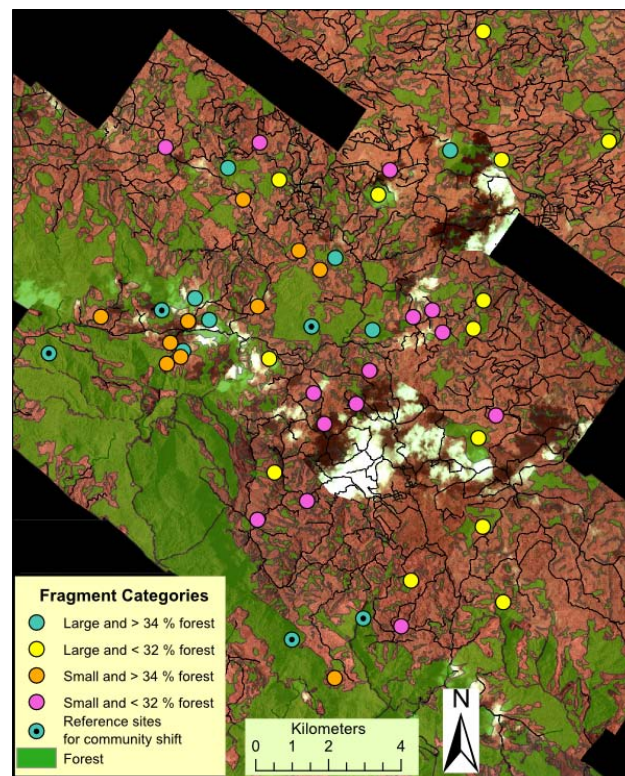 Fragment Categories
Large and > 34 % forest
Large and < 32 % forest
Small and > 34% forest
Small and < 32 % forest
Reference sites
for community shift
Forest
Kilometers
0 1 2 4
N